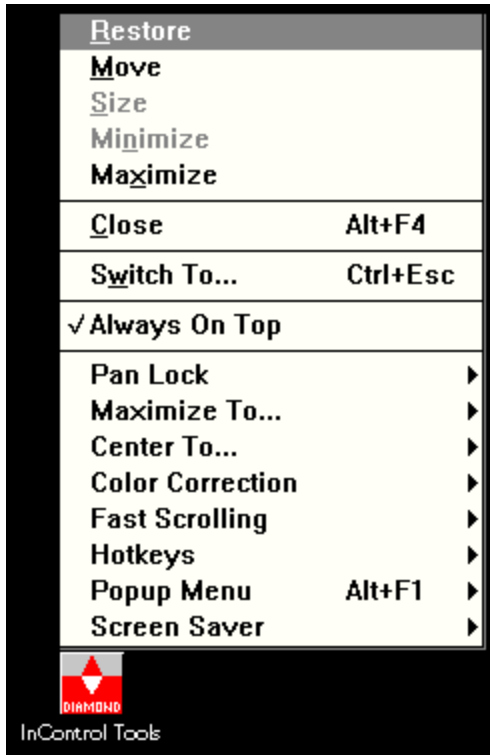 Restore
Move
Size
Minimize
Maximize
Close Alt+F4
Switch To... Ctrl+Esc
√ Always On Top
Pan Lock
Maximize To...
Center To...
Color Correction
Fast Scrolling
Hotkeys
Popup Menu Alt+F1
Screen Saver
DIAMOND
InControl Tools